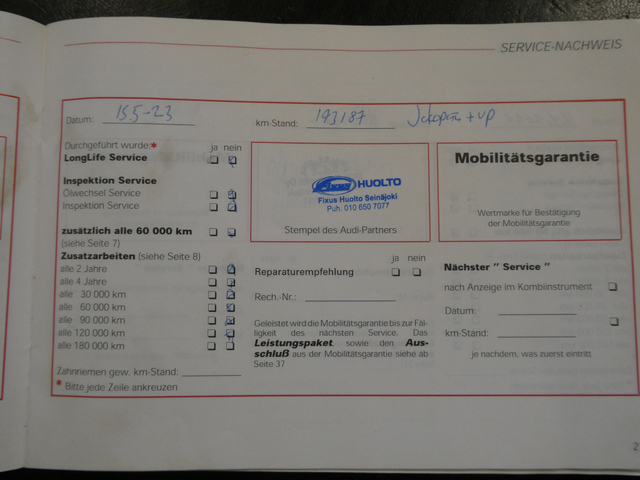 SERVICE-NACHWEIS
Datum: 15.5-23
km-Stand: 193187
Durchgeführt wurde:* ja nein
LongLife Service
Inspektion Service
Ölwechsel Service
Inspektion Service
zusätzlich alle 60 000 km
(siehe Seite 7)
Zusatzarbeiten (siehe Seite 8)
alle 2 Jahre
alle 4 Jahre
alle 30 000 km
alle 60 000 km
alle 90 000 km
alle 120 000 km
alle 180 000 km
Zahnriemen gew. km-Stand:
* Bitte jede Zeile ankreuzen
Fixus HUOLTO
Fixus Huolto Seinäjoki
Puh. 010 650 7077
Stempel des Audi-Partners
ja nein
Reparaturempfehlung
Rech.-Nr.:
Geleistet wird die Mobilitätsgarantie bis zur Fäl-
ligkeit des nächsten Service. Das
Leistungspaket sowie den Aus-
schluß aus der Mobilitätsgarantie siehe ab
Seite 37
Mobilitätsgarantie
Wertmarke für Bestätigung
der Mobilitätsgarantie
Nächster " Service "
nach Anzeige im Kombiinstrument
Datum:
km-Stand:
je nachdem, was zuerst eintritt
2